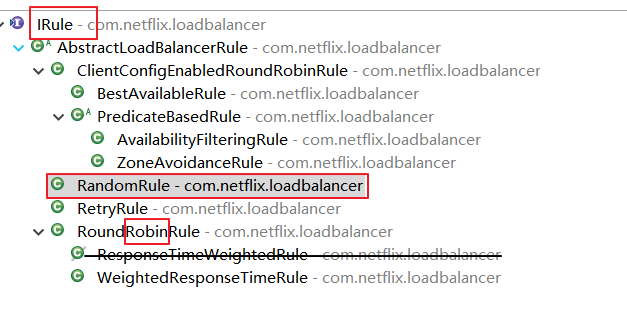 IRule - com.netflix.loadbalancer
A AbstractLoadBalancerRule - com.netflix.loadbalancer
ClientConfigEnabledRoundRobinRule - com.netflix.loadbalancer
BestAvailableRule - com.netflix.loadbalancer
A PredicateBasedRule - com.netflix.loadbalancer
AvailabilityFilteringRule - com.netflix.loadbalancer
ZoneAvoidanceRule - com.netflix.loadbalancer
RandomRule - com.netflix.loadbalancer
RetryRule - com.netflix.loadbalancer
RoundRobinRule - com.netflix.loadbalancer
ResponseTimeWeightedRule - com.netflix.loadbalancer
WeightedResponseTimeRule - com.netflix.loadbalancer